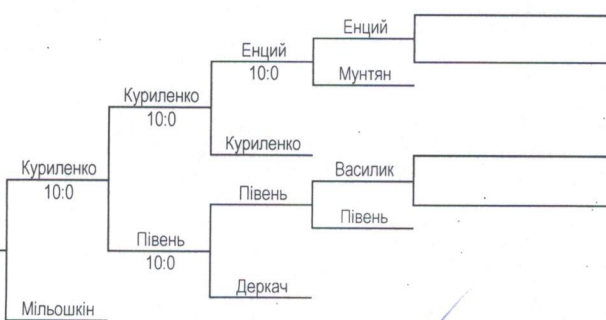 Енций
Енций
10:0
Мунтян
Куриленко
10:0
Куриленко
Куриленко
10:0
Василик
Півень
Півень
Півень
10:0
Деркач
Мільошкін